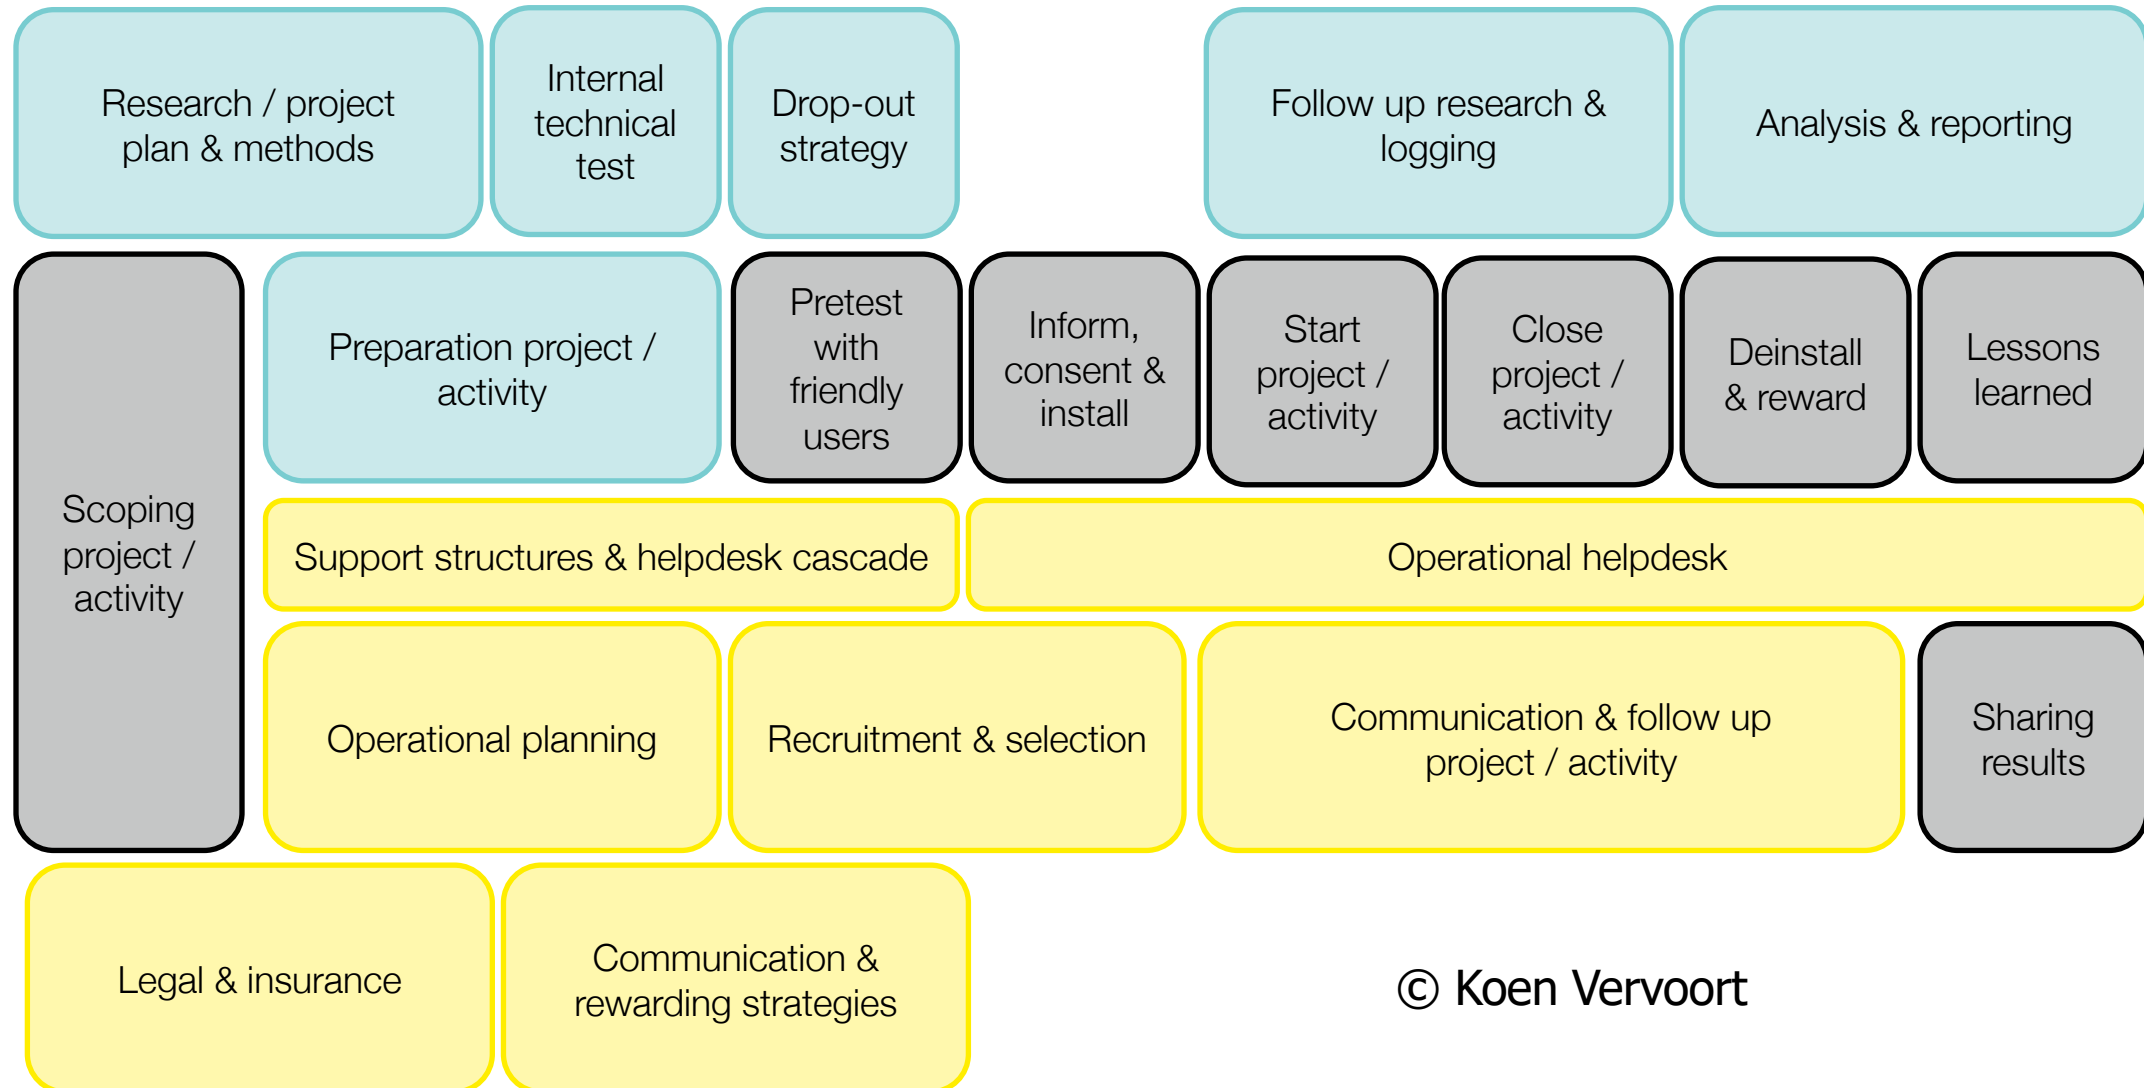 Research / project
plan & methods
Internal
technical
test
Drop-out
strategy
Follow up research &
logging
Analysis & reporting
Scoping
project /
activity
Preparation project /
activity
Pretest
with
friendly
users
Inform,
consent &
install
Start
project /
activity
Close
project /
activity
Deinstall
& reward
Lessons
learned
Support structures & helpdesk cascade
Operational helpdesk
Operational planning
Recruitment & selection
Communication & follow up
project / activity
Sharing
results
Legal & insurance
Communication &
rewarding strategies
© Koen Vervoort